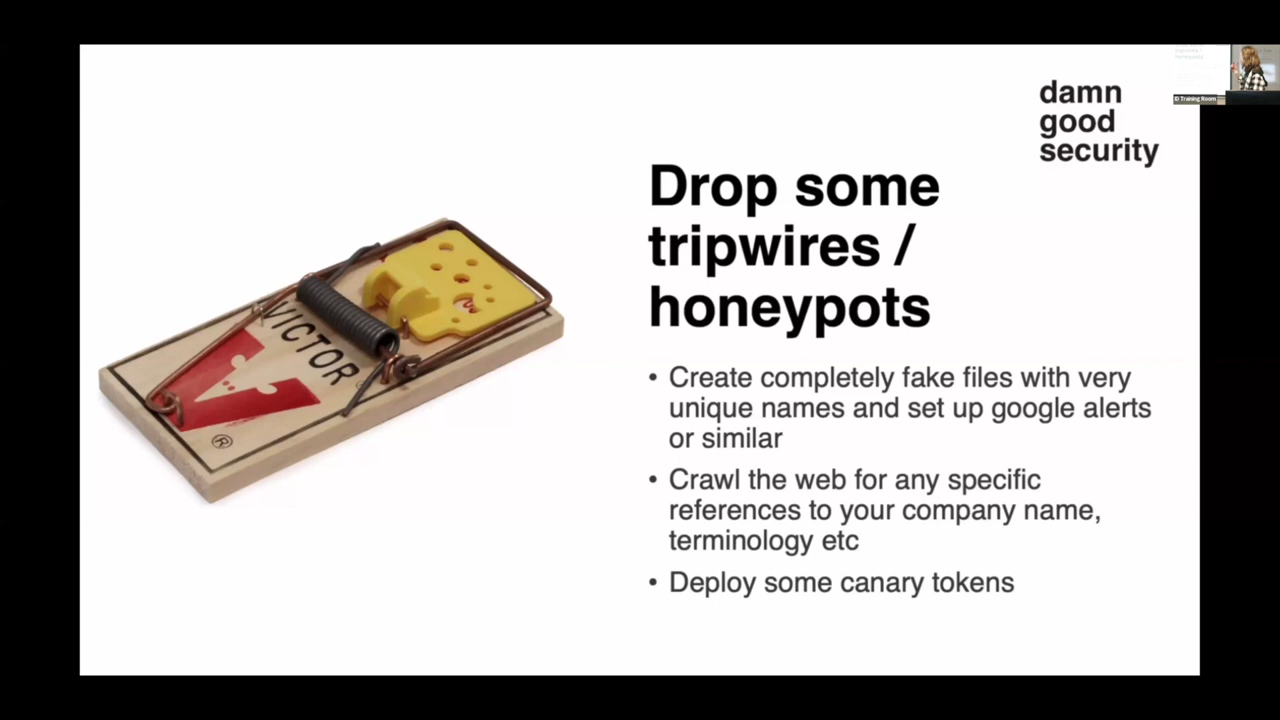 damn
good
security
Drop some
tripwires /
honeypots
• Create completely fake files with very
unique names and set up google alerts
or similar
• Crawl the web for any specific
references to your company name,
terminology etc
• Deploy some canary tokens
VICTOR
®
Training Room